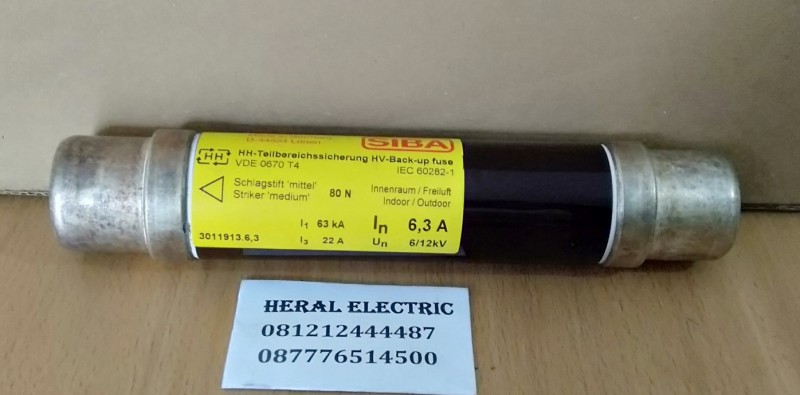 SIBA
HH
HH-Teilbereichssicherung HV-Back-up fuse
VDE 0670 T4
IEC 60282-1
Schlagstift 'mittel'
Striker 'medium'
80 N
Innenraum / Freiluft
Indoor / Outdoor
I1 63 kA
In 6,3 A
3011913.6,3
I3 22 A
Un 6/12kV
HERAL ELECTRIC
081212444487
087776514500